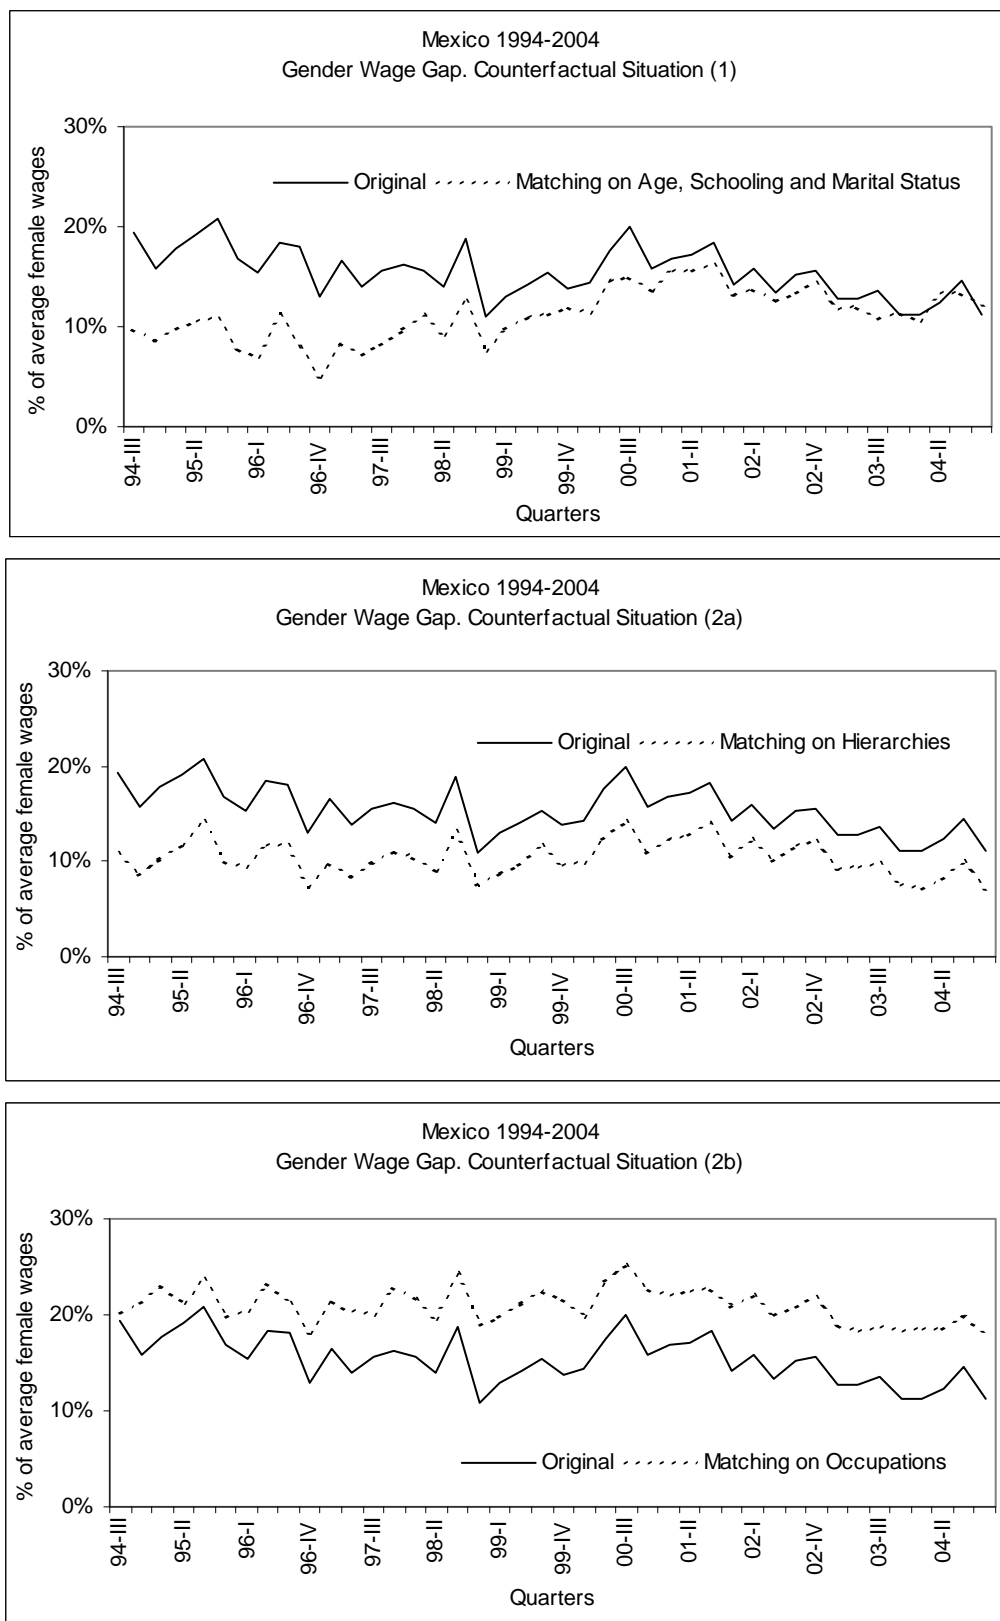 Mexico 1994-2004
Gender Wage Gap. Counterfactual Situation (1)
% of average female wages
30%
20%
10%
0%
Original
Matching on Age, Schooling and Marital Status
94-III
95-II
96-I
96-IV
97-III
98-II
99-I
99-IV
00-III
01-II
02-I
02-IV
03-III
04-II
Quarters
Mexico 1994-2004
Gender Wage Gap. Counterfactual Situation (2a)
% of average female wages
30%
20%
10%
0%
Original
Matching on Hierarchies
94-III
95-II
96-I
96-IV
97-III
98-II
99-I
99-IV
00-III
01-II
02-I
02-IV
03-III
04-II
Quarters
Mexico 1994-2004
Gender Wage Gap. Counterfactual Situation (2b)
% of average female wages
30%
20%
10%
0%
Original
Matching on Occupations
94-III
95-II
96-I
96-IV
97-III
98-II
99-I
99-IV
00-III
01-II
02-I
02-IV
03-III
04-II
Quarters